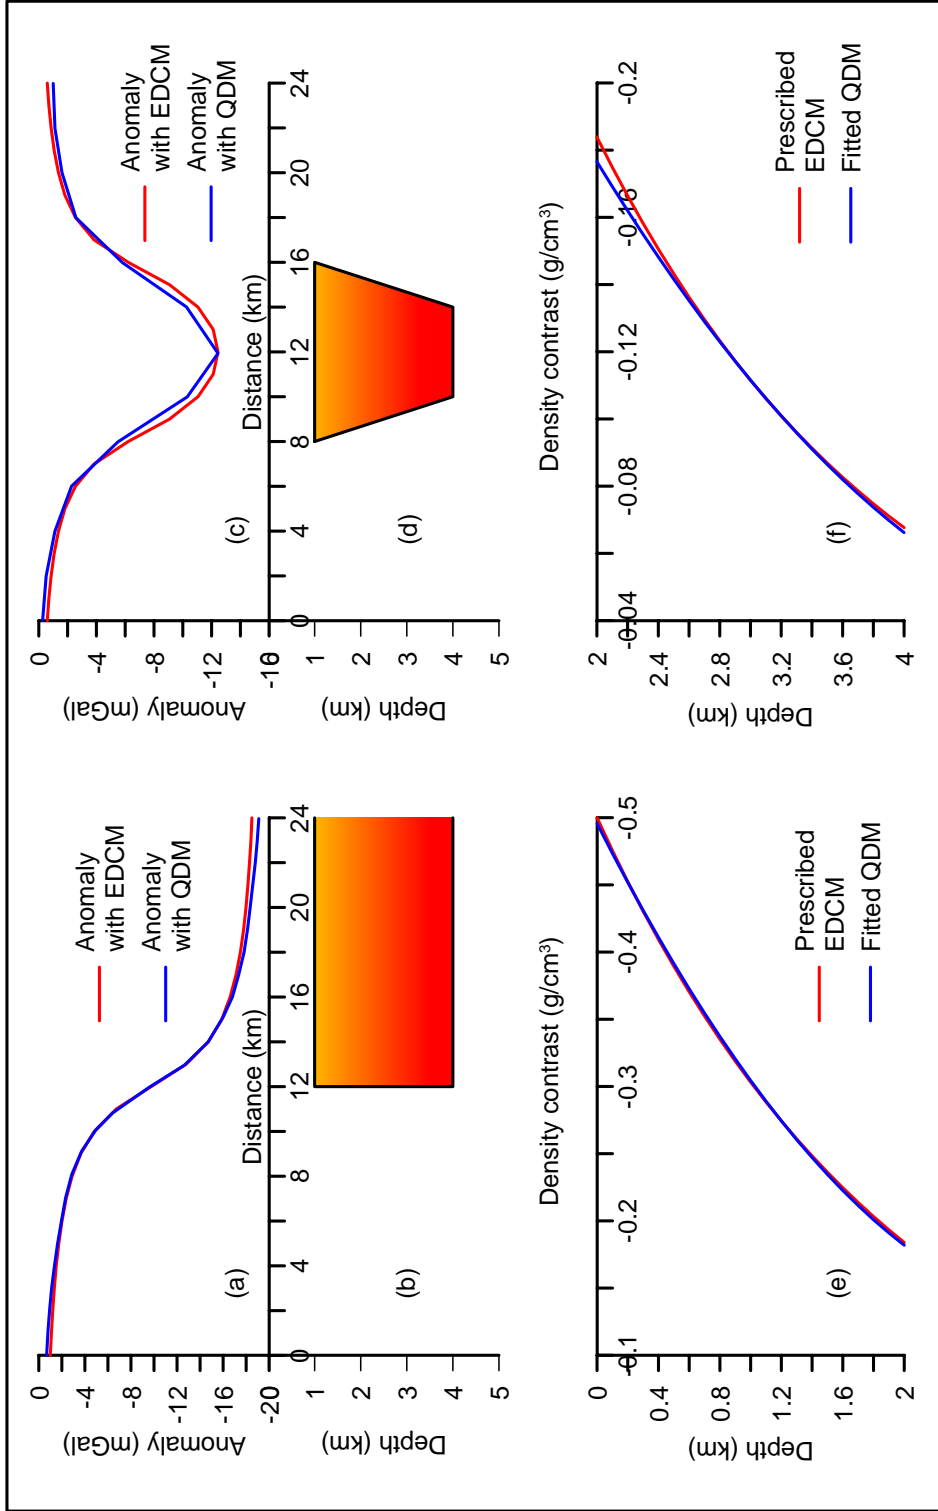 0
-4
-8
-12
-16
-20
Anomaly (mGal)
Anomaly
with EDCM
Anomaly
with QDM
(a)
Distance (km)
0
4
8
12
16
20
24
1
2
3
4
5
Depth (km)
(b)
0
-4
-8
-12
-16
Anomaly (mGal)
Anomaly
with EDCM
Anomaly
with QDM
(c)
Distance (km)
0
4
8
12
16
20
24
0
1
2
3
4
5
Depth (km)
(d)
Density contrast (g/cm³)
-0.1
-0.2
-0.3
-0.4
-0.5
0
0.4
0.8
1.2
1.6
2
Depth (km)
Prescribed
EDCM
Fitted QDM
(e)
Density contrast (g/cm³)
-0.04
-0.08
-0.12
-0.16
-0.2
2
2.4
2.8
3.2
3.6
4
Depth (km)
Prescribed
EDCM
Fitted QDM
(f)